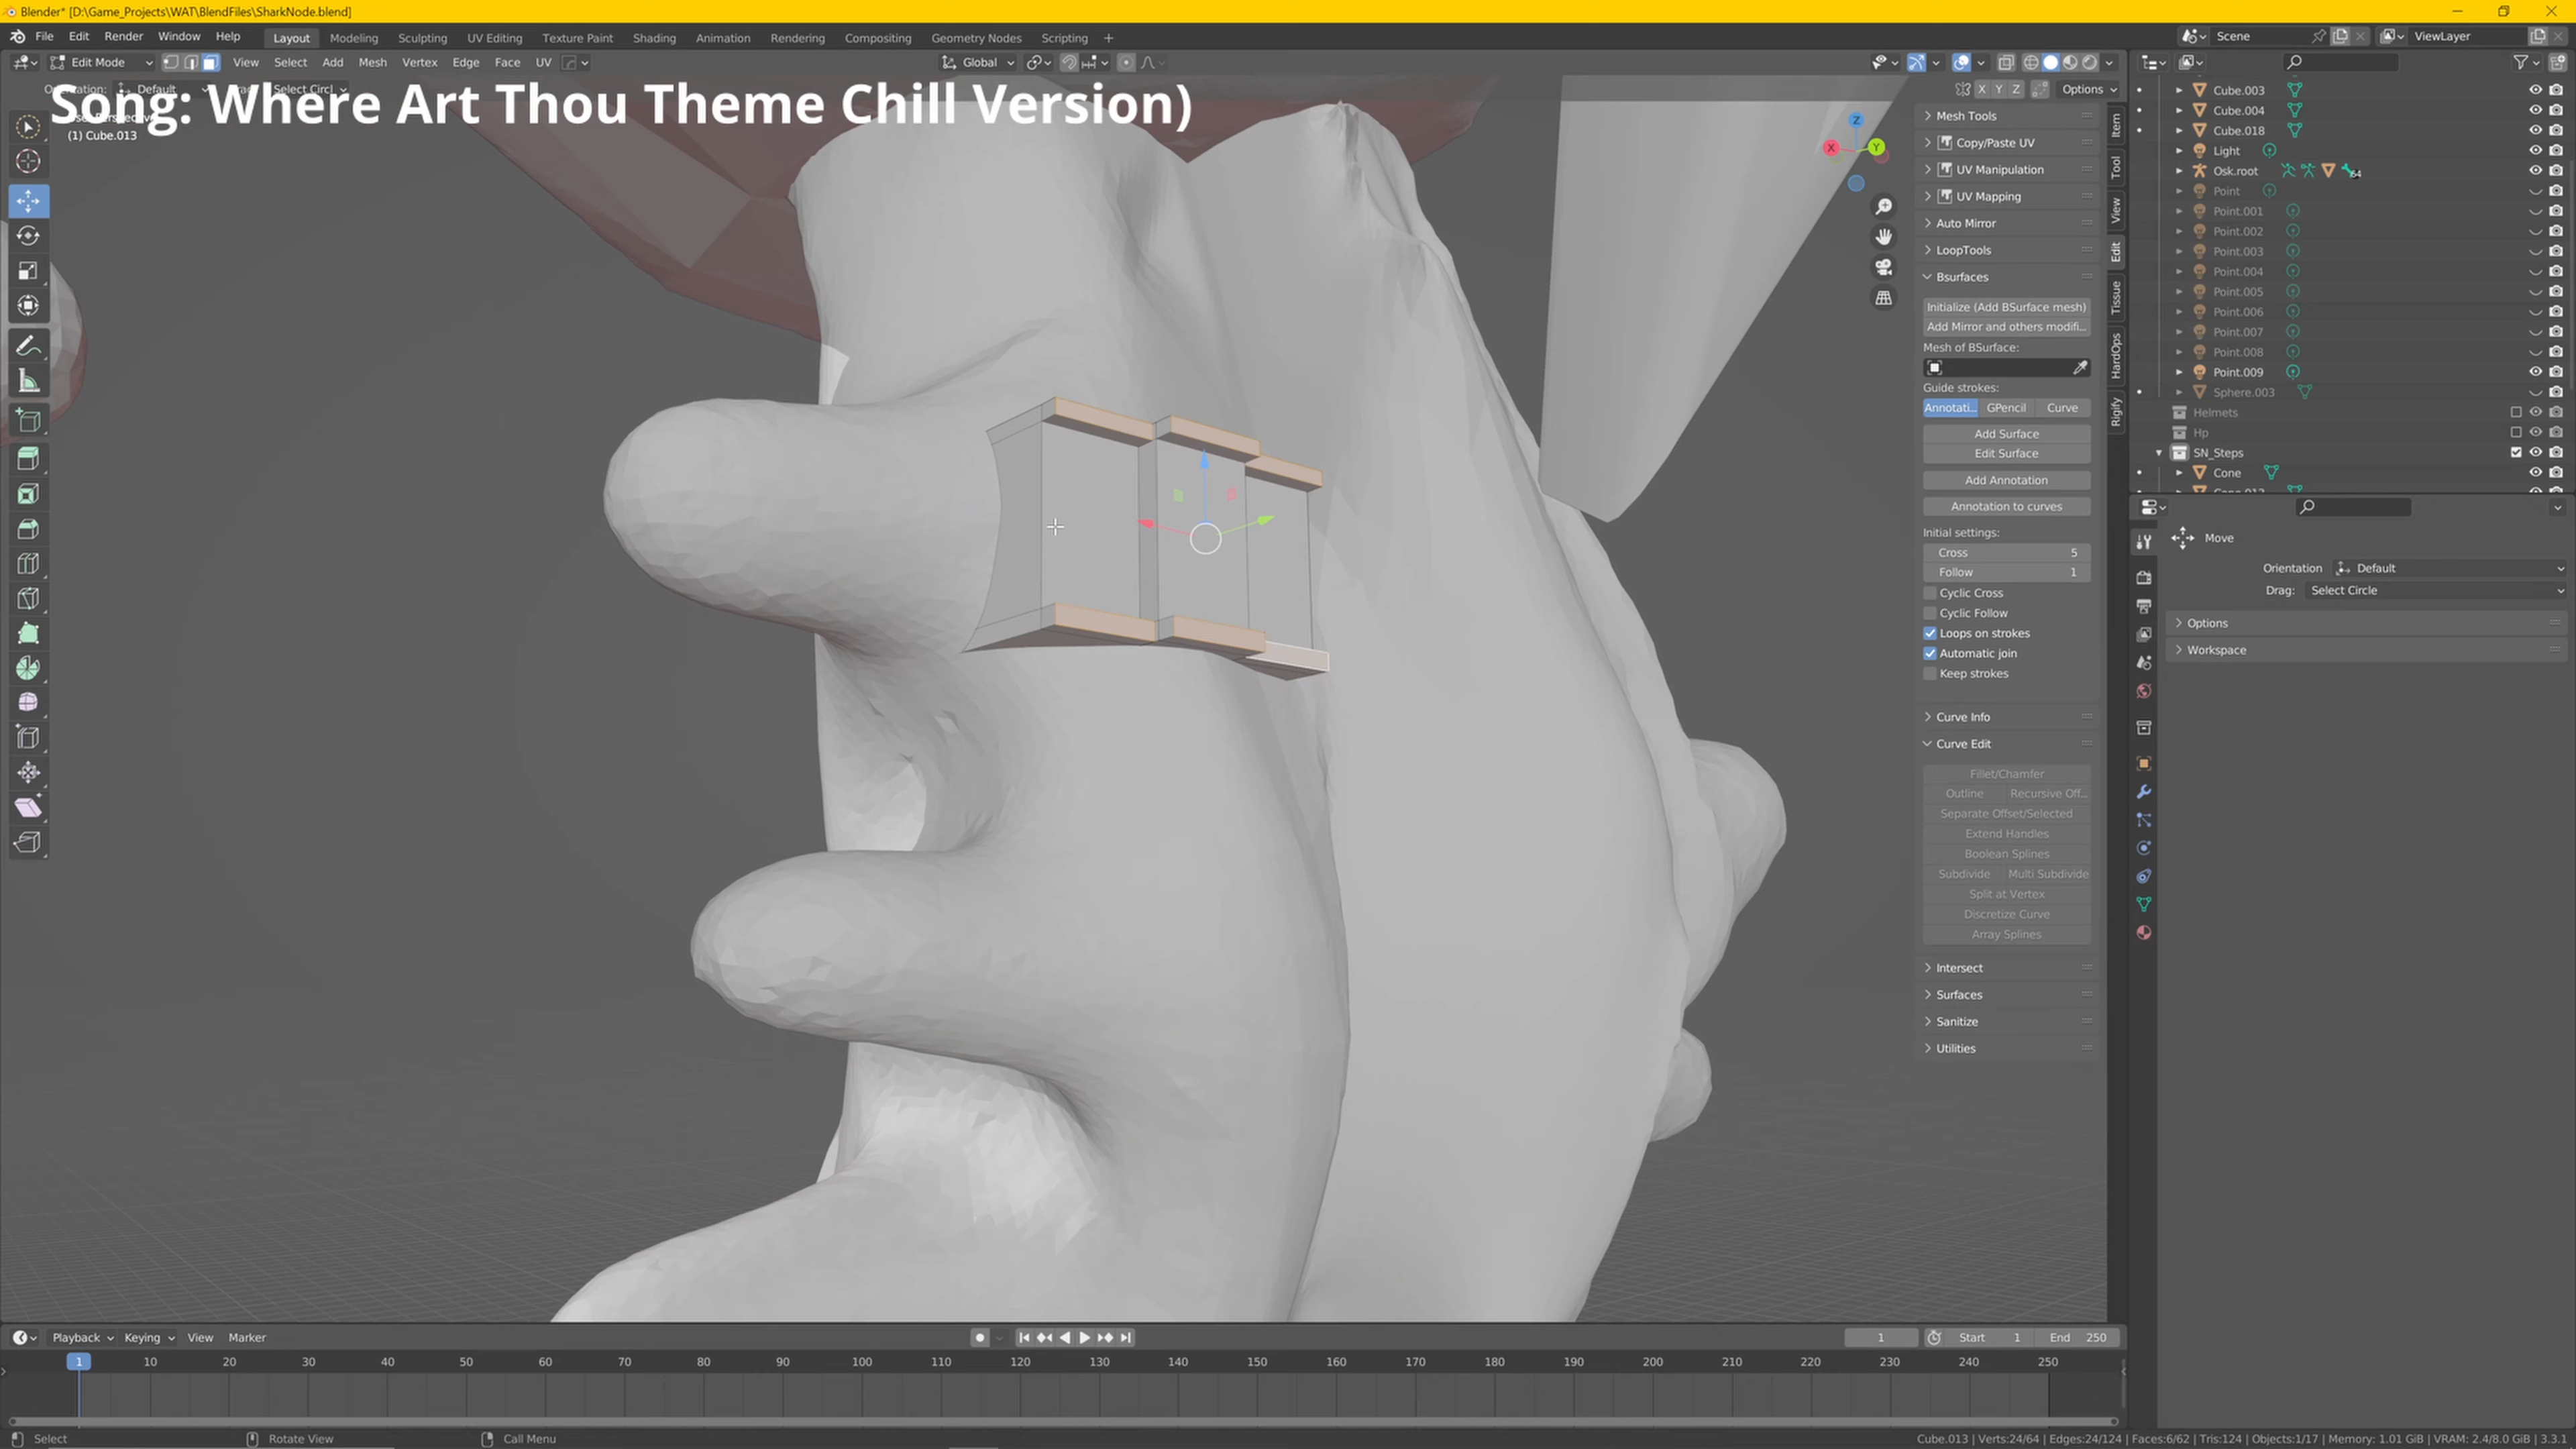 Blender* [D:\Game_Projects\WAT\BlendFiles\SharkNode.blend]
File Edit Render Window Help Layout Modeling Sculpting UV Editing Texture Paint Shading Animation Rendering Compositing Geometry Nodes Scripting + Scene ViewLayer
Edit Mode View Select Add Mesh Vertex Edge Face UV Global
Default Select Circl X Y Z Options
Song: Where Art Thou Theme Chill Version)
(1) Cube.013
Z
X
Y
Mesh Tools
Copy/Paste UV
UV Manipulation
UV Mapping
Auto Mirror
LoopTools
Bsurfaces
Initialize (Add BSurface mesh)
Add Mirror and others modifi...
Mesh of BSurface:
Guide strokes:
Annotati... GPencil Curve
Add Surface
Edit Surface
Add Annotation
Annotation to curves
Initial settings:
Cross 5
Follow 1
Cyclic Cross
Cyclic Follow
Loops on strokes
Automatic join
Keep strokes
Curve Info
Curve Edit
Fillet/Chamfer
Outline Recursive Off...
Separate Offset/Selected
Extend Handles
Boolean Splines
Subdivide Multi Subdivide
Split at Vertex
Discretize Curve
Array Splines
Intersect
Surfaces
Sanitize
Utilities
Item
Tool
View
Edit
Tissue
HardOps
Rigify
Cube.003
Cube.004
Cube.018
Light
Osk.root 64
Point
Point.001
Point.002
Point.003
Point.004
Point.005
Point.006
Point.007
Point.008
Point.009
Sphere.003
Helmets
Hp
SN_Steps
Cone
Move
Orientation Default
Drag: Select Circle
Options
Workspace
Playback Keying View Marker 1 Start 1 End 250
1 10 20 30 40 50 60 70 80 90 100 110 120 130 140 150 160 170 180 190 200 210 220 230 240 250
Select Rotate View Call Menu Cube.013 | Verts:24/64 | Edges:24/124 | Faces:6/62 | Tris:124 | Objects:1/17 | Memory: 1.01 GiB | VRAM: 2.4/8.0 GiB | 3.3.1